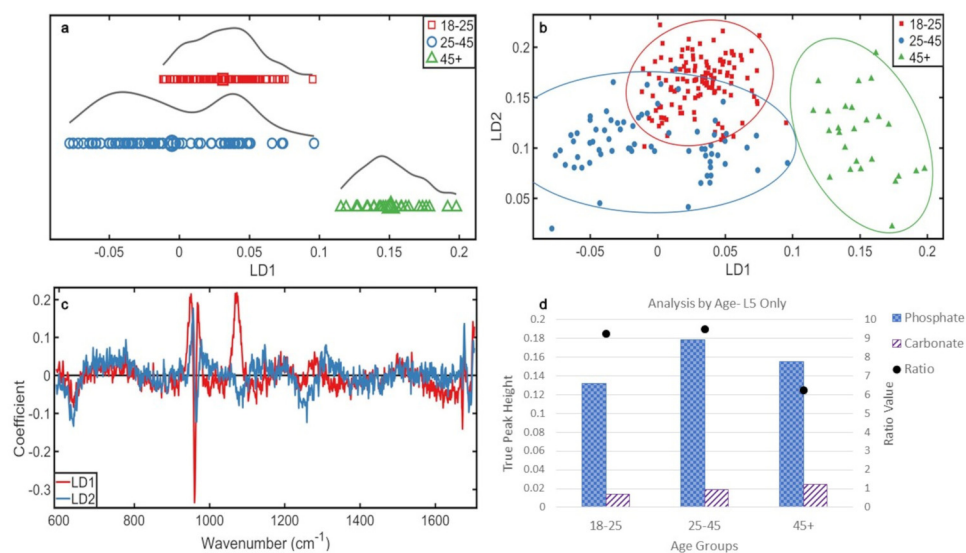 a
18-25
25-45
45+
-0.05 0 0.05 0.1 0.15 0.2
LD1
b
18-25
25-45
45+
0.2
0.15
0.1
0.05
LD2
-0.05 0 0.05 0.1 0.15 0.2
LD1
c
0.2
0.1
0
-0.1
-0.2
-0.3
Coefficient
LD1
LD2
600 800 1000 1200 1400 1600
Wavenumber (cm-1)
d
Analysis by Age- L5 Only
0.2
0.18
0.16
0.14
0.12
0.1
0.08
0.06
0.04
0.02
0
True Peak Height
10
9
8
7
6
5
4
3
2
1
0
Ratio Value
Phosphate
Carbonate
Ratio
18-25 25-45 45+
Age Groups